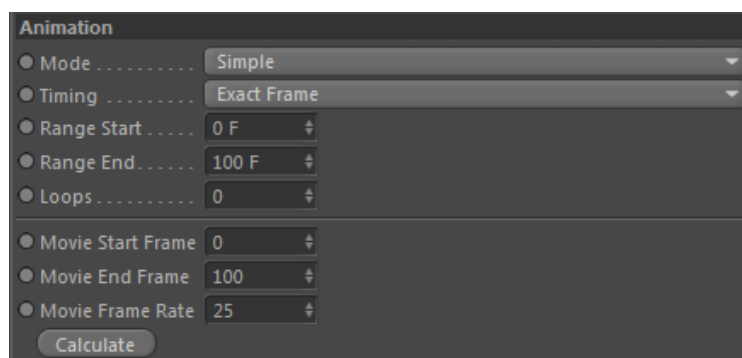 Animation
Mode . . . . . . . . . . Simple
Timing . . . . . . . . . Exact Frame
Range Start . . . . . 0 F
Range End . . . . . . 100 F
Loops . . . . . . . . . . 0
Movie Start Frame 0
Movie End Frame 100
Movie Frame Rate 25
Calculate